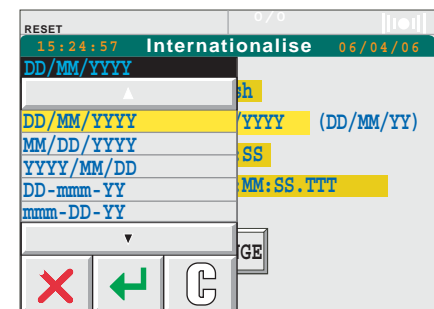 RESET 0/0
15:24:57 Internationalise 06/04/06
DD/MM/YYYY
sh
DD/MM/YYYY /YYYY (DD/MM/YY)
MM/DD/YYYY
:SS
YYYY/MM/DD
DD-mmm-YY :MM:SS.TTT
mmm-DD-YY
GE
C